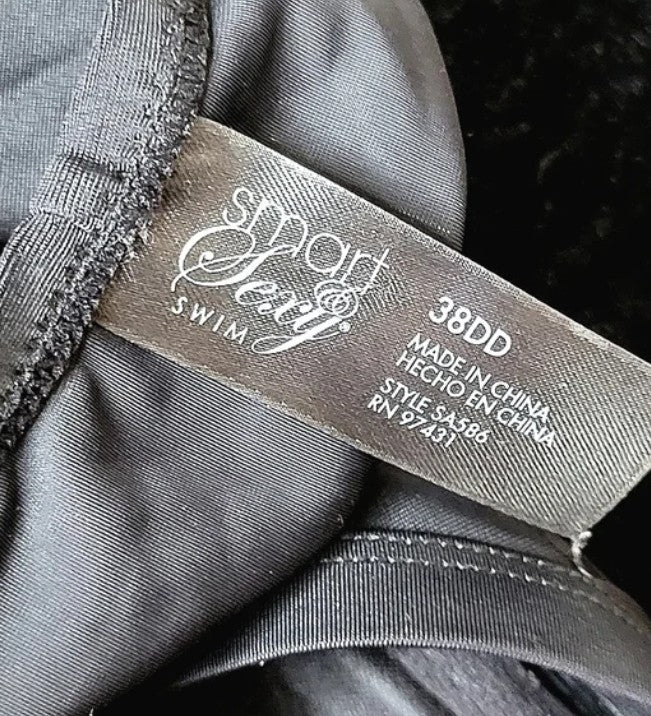 smart
& Sexy®
SWIM
38DD
MADE IN CHINA
HECHO EN CHINA
STYLE SA586
RN 97431